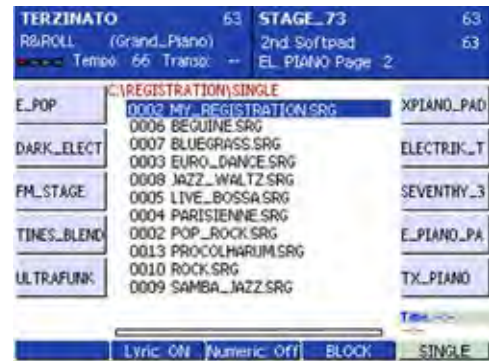 TERZINATO 63 STAGE_73 63
R&ROLL (Grand_Piano) 2nd Softpad 63
Tempo 66 Transp: -- EL. PIANO Page 2
C:\REGISTRATION\SINGLE
E_POP 0002 MY_REGISTRATION.SRG XPIANO_PAD
0006 BEGUINE.SRG
DARK_ELECT 0007 BLUEGRASS.SRG ELECTRIK_T
0003 EURO_DANCE.SRG
0008 JAZZ_WALTZ.SRG
FM_STAGE 0005 LIVE_BOSSA.SRG SEVENTHY_3
0004 PARISIENNE.SRG
TINES_BLEND 0002 POP_ROCK.SRG E_PIANO_PA
0013 PROCOLHARUM.SRG
ULTRAFUNK 0010 ROCK.SRG TX_PIANO
0009 SAMBA_JAZZ.SRG
Lyric ON Numeric Off BLOCK SINGLE